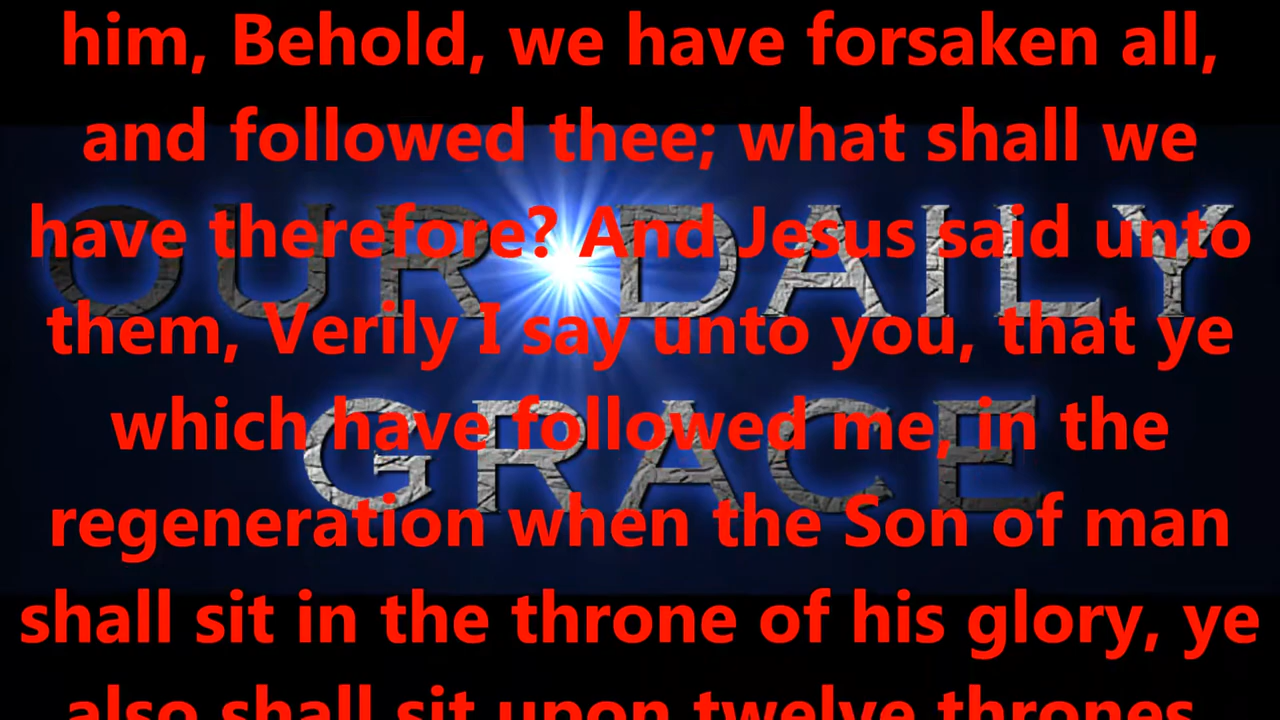 him, Behold, we have forsaken all,
and followed thee; what shall we
have therefore? And Jesus said unto
them, Verily I say unto you, that ye
which have followed me, in the
regeneration when the Son of man
shall sit in the throne of his glory, ye
also shall sit upon twelve thrones
OUR DAILY
GRACE